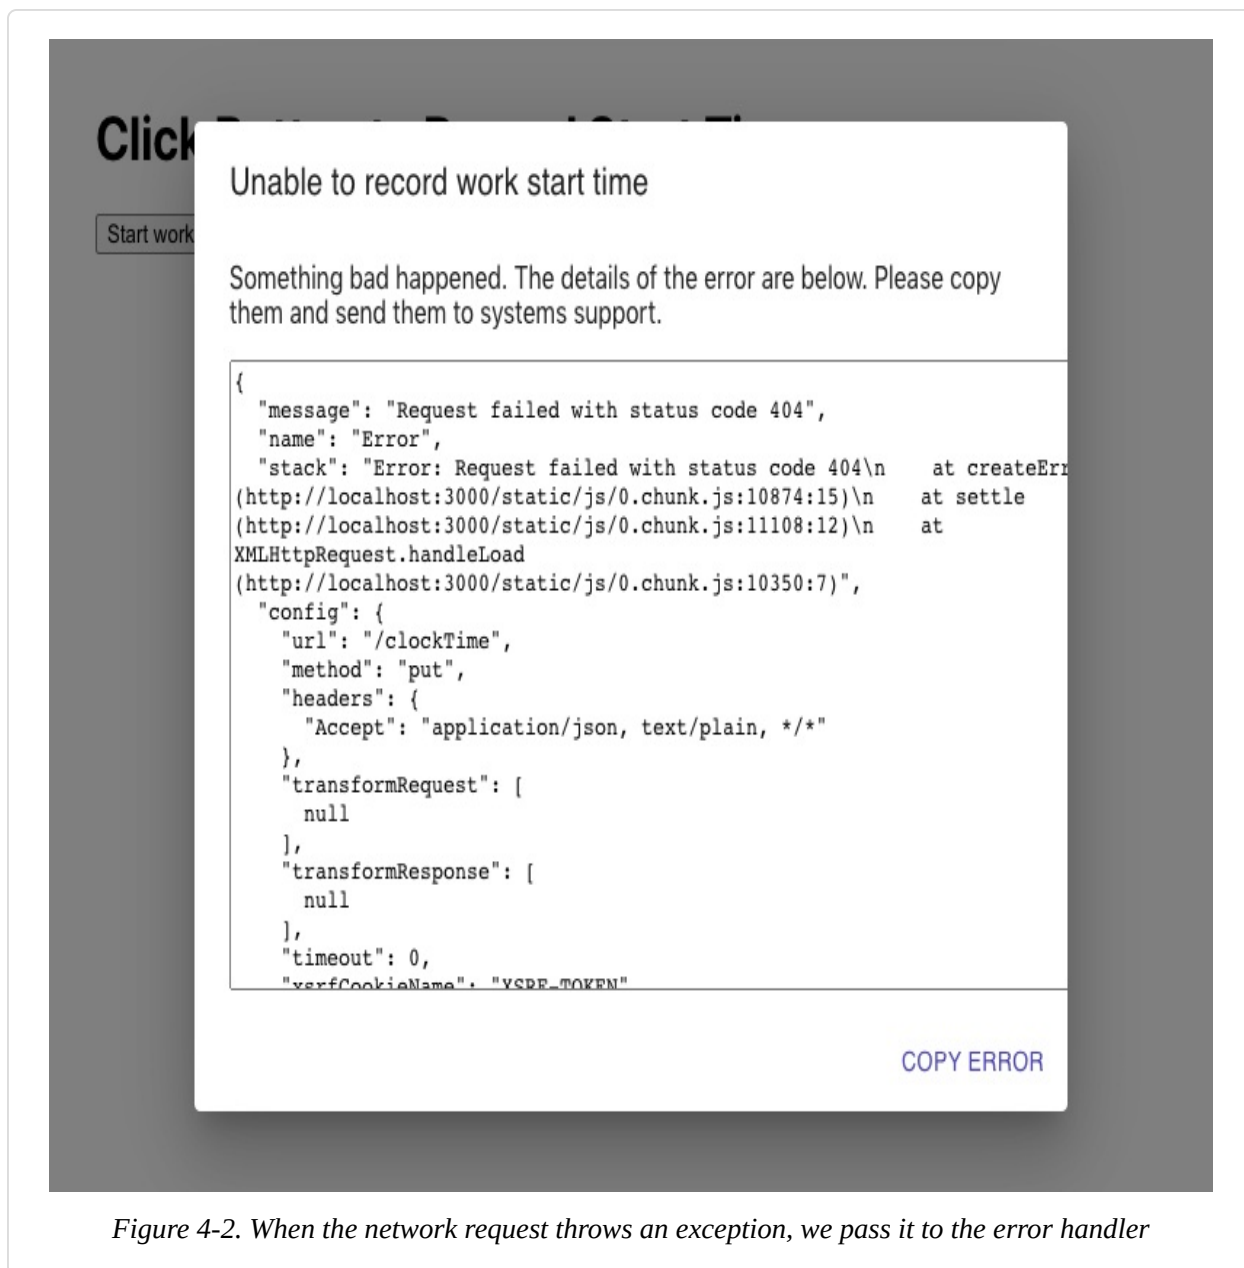 Click
Start work
Unable to record work start time
Something bad happened. The details of the error are below. Please copy
them and send them to systems support.
{
  "message": "Request failed with status code 404",
  "name": "Error",
  "stack": "Error: Request failed with status code 404\n    at createErr
(http://localhost:3000/static/js/0.chunk.js:10874:15)\n    at settle
(http://localhost:3000/static/js/0.chunk.js:11108:12)\n    at
XMLHttpRequest.handleLoad
(http://localhost:3000/static/js/0.chunk.js:10350:7)",
  "config": {
    "url": "/clockTime",
    "method": "put",
    "headers": {
      "Accept": "application/json, text/plain, */*"
    },
    "transformRequest": [
      null
    ],
    "transformResponse": [
      null
    ],
    "timeout": 0,
    "xsrfCookieName": "XSRF-TOKEN"
COPY ERROR
Figure 4-2. When the network request throws an exception, we pass it to the error handler